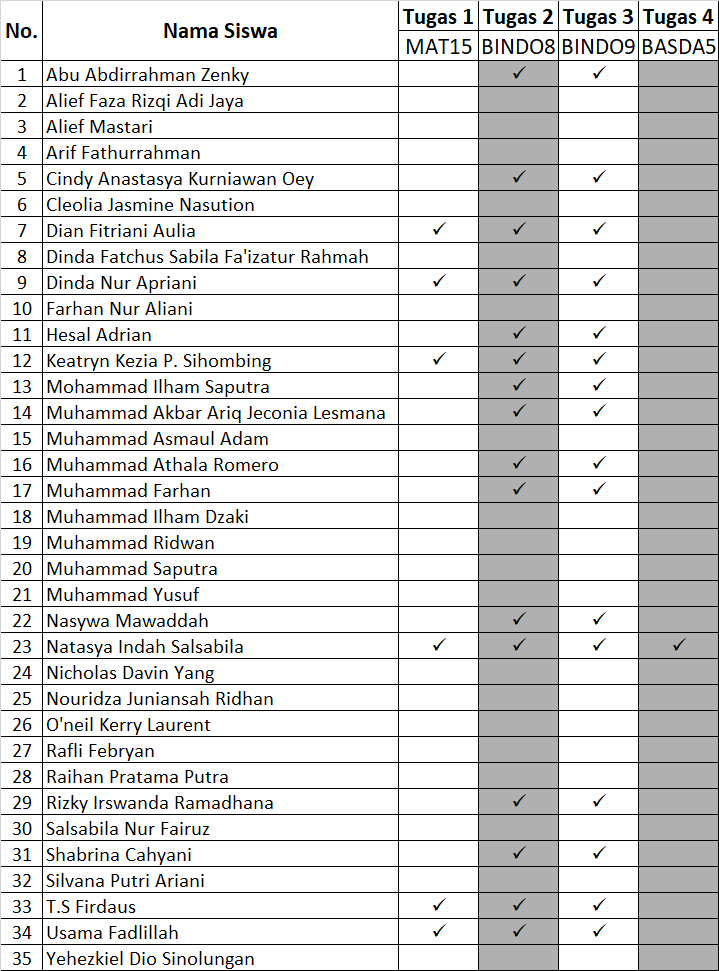 No. Nama Siswa Tugas 1 Tugas 2 Tugas 3 Tugas 4
MAT15 BINDO8 BINDO9 BASDA5
1 Abu Abdirrahman Zenky ✓ ✓
2 Alief Faza Rizqi Adi Jaya
3 Alief Mastari
4 Arif Fathurrahman
5 Cindy Anastasya Kurniawan Oey ✓ ✓
6 Cleolia Jasmine Nasution
7 Dian Fitriani Aulia ✓ ✓ ✓
8 Dinda Fatchus Sabila Fa'izatur Rahmah
9 Dinda Nur Apriani ✓ ✓ ✓
10 Farhan Nur Aliani
11 Hesal Adrian ✓ ✓
12 Keatryn Kezia P. Sihombing ✓ ✓ ✓
13 Mohammad Ilham Saputra ✓ ✓
14 Muhammad Akbar Ariq Jeconia Lesmana ✓ ✓
15 Muhammad Asmaul Adam
16 Muhammad Athala Romero ✓ ✓
17 Muhammad Farhan ✓ ✓
18 Muhammad Ilham Dzaki
19 Muhammad Ridwan
20 Muhammad Saputra
21 Muhammad Yusuf
22 Nasywa Mawaddah ✓ ✓
23 Natasya Indah Salsabila ✓ ✓ ✓ ✓
24 Nicholas Davin Yang
25 Nouridza Juniansah Ridhan
26 O'neil Kerry Laurent
27 Rafli Febryan
28 Raihan Pratama Putra
29 Rizky Irswanda Ramadhana ✓ ✓
30 Salsabila Nur Fairuz
31 Shabrina Cahyani ✓ ✓
32 Silvana Putri Ariani
33 T.S Firdaus ✓ ✓ ✓
34 Usama Fadlillah ✓ ✓ ✓
35 Yehezkiel Dio Sinolungan